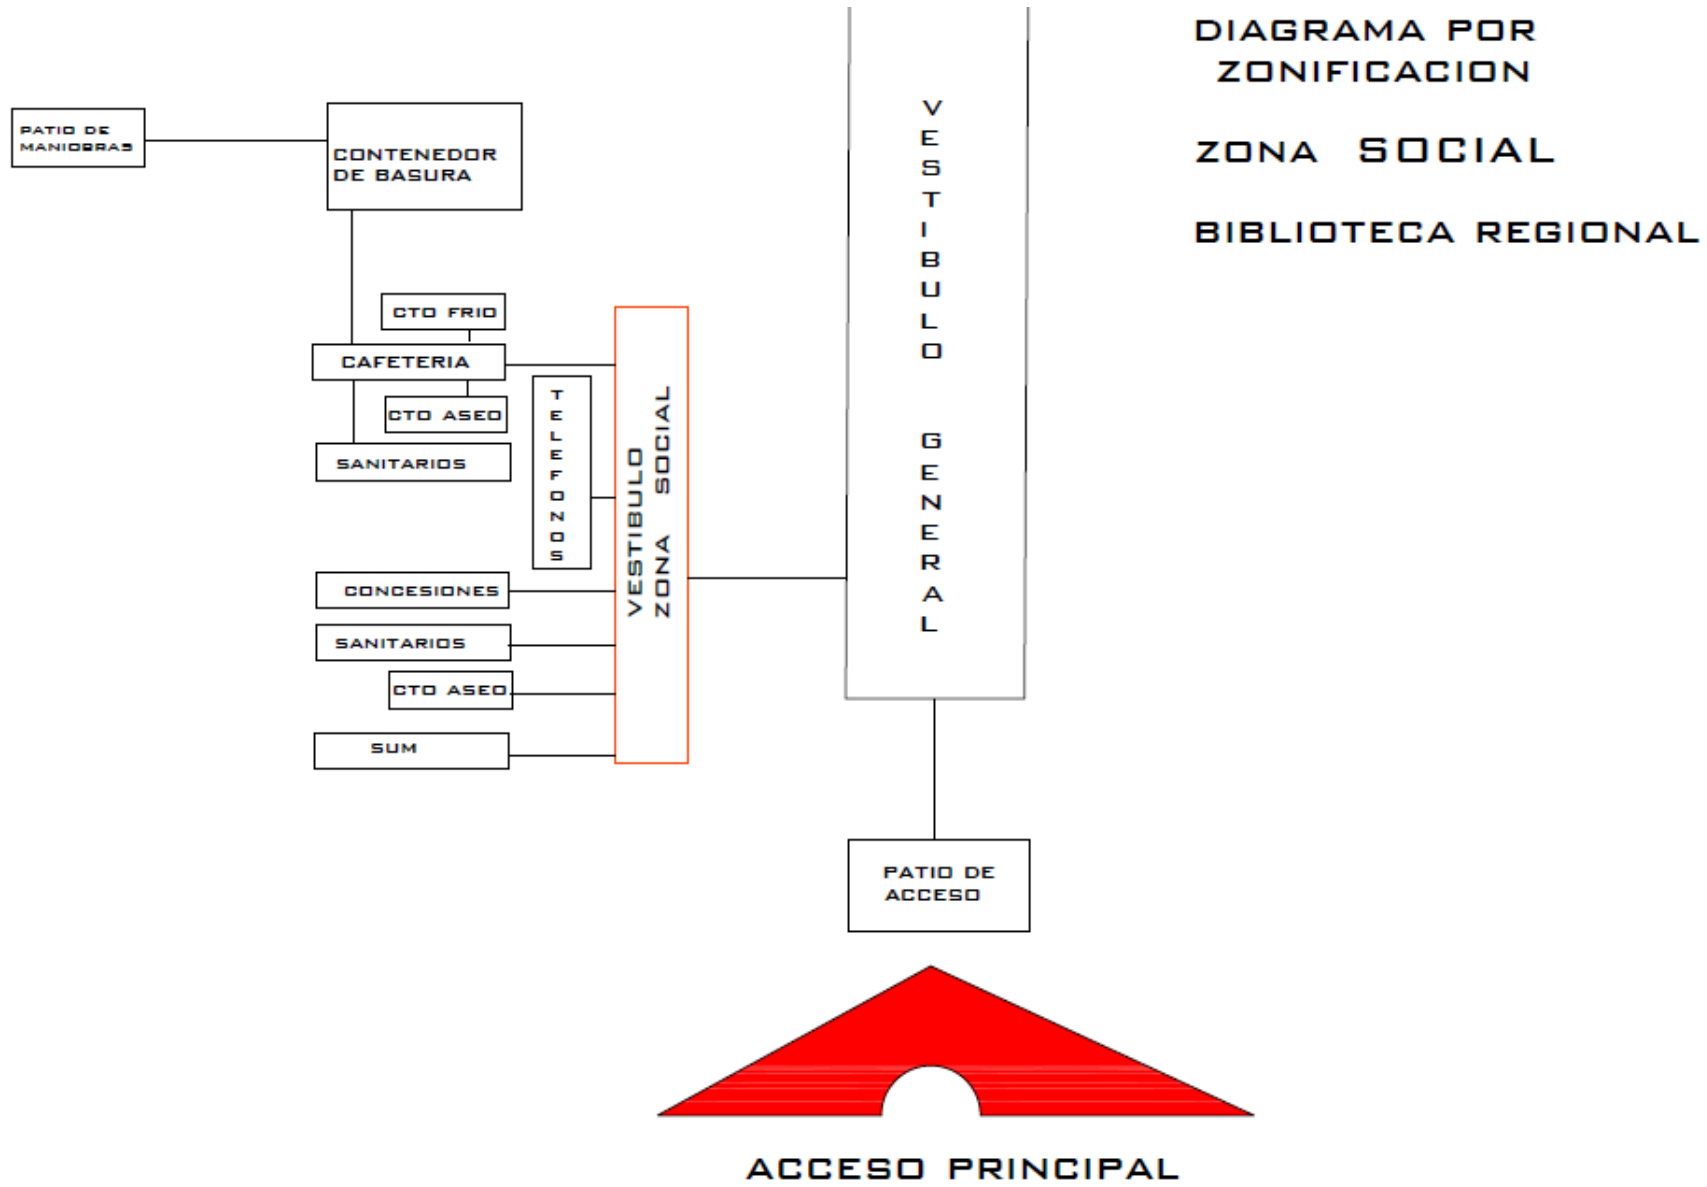 DIAGRAMA POR
ZONIFICACION
ZONA SOCIAL
BIBLIOTECA REGIONAL
PATIO DE
MANIOBRAS
CONTENEDOR
DE BASURA
CTO FRIO
CAFETERIA
CTO ASEO
SANITARIOS
TELEFONOS
CONCESIONES
SANITARIOS
CTO ASEO
SUM
VESTIBULO
ZONA SOCIAL
VESTIBULO GENERAL
PATIO DE
ACCESO
ACCESO PRINCIPAL